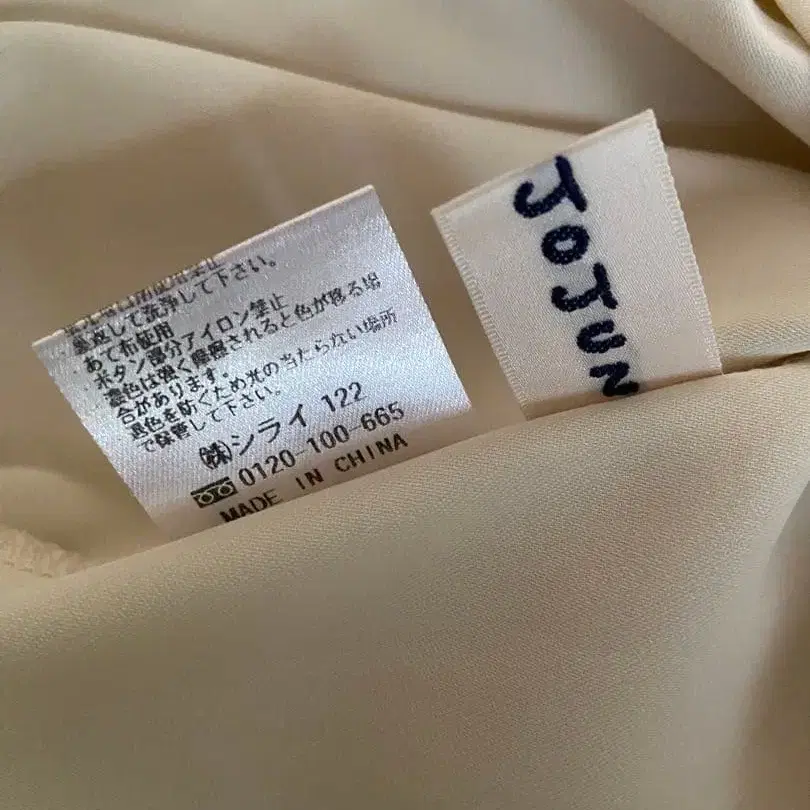 裏返して洗浄して下さい。
あて布使用
ボタン部分アイロン禁止
濃色は強く摩擦されると色が移る場
合があります。
退色を防ぐため光の当たらない場所
で保管して下さい。
㈱シライ 122
0120-100-665
MADE IN CHINA
JOJUN